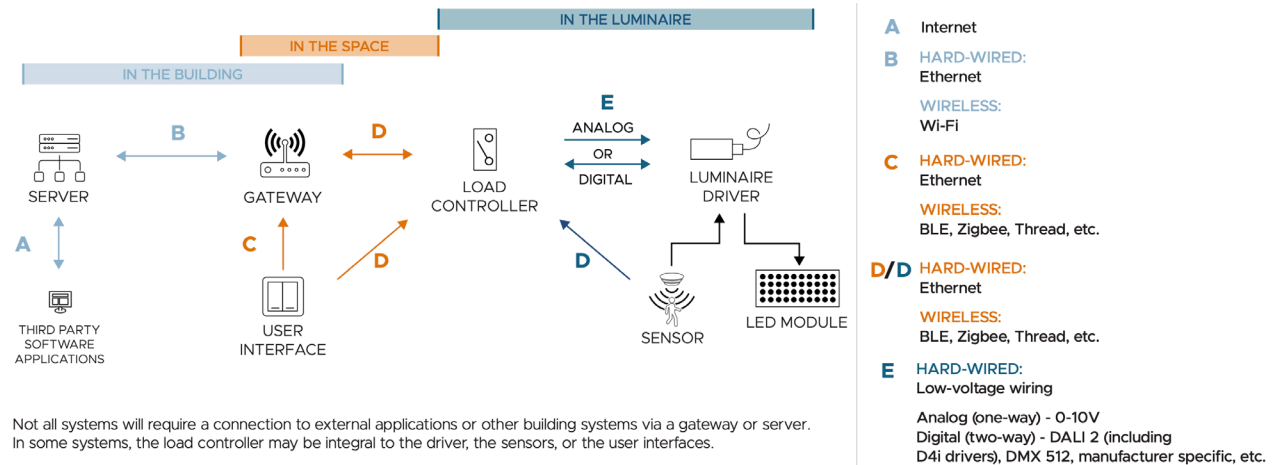 IN THE LUMINAIRE
IN THE SPACE
IN THE BUILDING
B
D
E
ANALOG
OR
DIGITAL
SERVER
GATEWAY
LOAD
CONTROLLER
LUMINAIRE
DRIVER
A
C
D
D
THIRD PARTY
SOFTWARE
APPLICATIONS
USER
INTERFACE
SENSOR
LED MODULE
Not all systems will require a connection to external applications or other building systems via a gateway or server.
In some systems, the load controller may be integral to the driver, the sensors, or the user interfaces.
A Internet
B HARD-WIRED:
Ethernet
WIRELESS:
Wi-Fi
C HARD-WIRED:
Ethernet
WIRELESS:
BLE, Zigbee, Thread, etc.
D/D HARD-WIRED:
Ethernet
WIRELESS:
BLE, Zigbee, Thread, etc.
E HARD-WIRED:
Low-voltage wiring
Analog (one-way) - 0-10V
Digital (two-way) - DALI 2 (including
D4i drivers), DMX 512, manufacturer specific, etc.